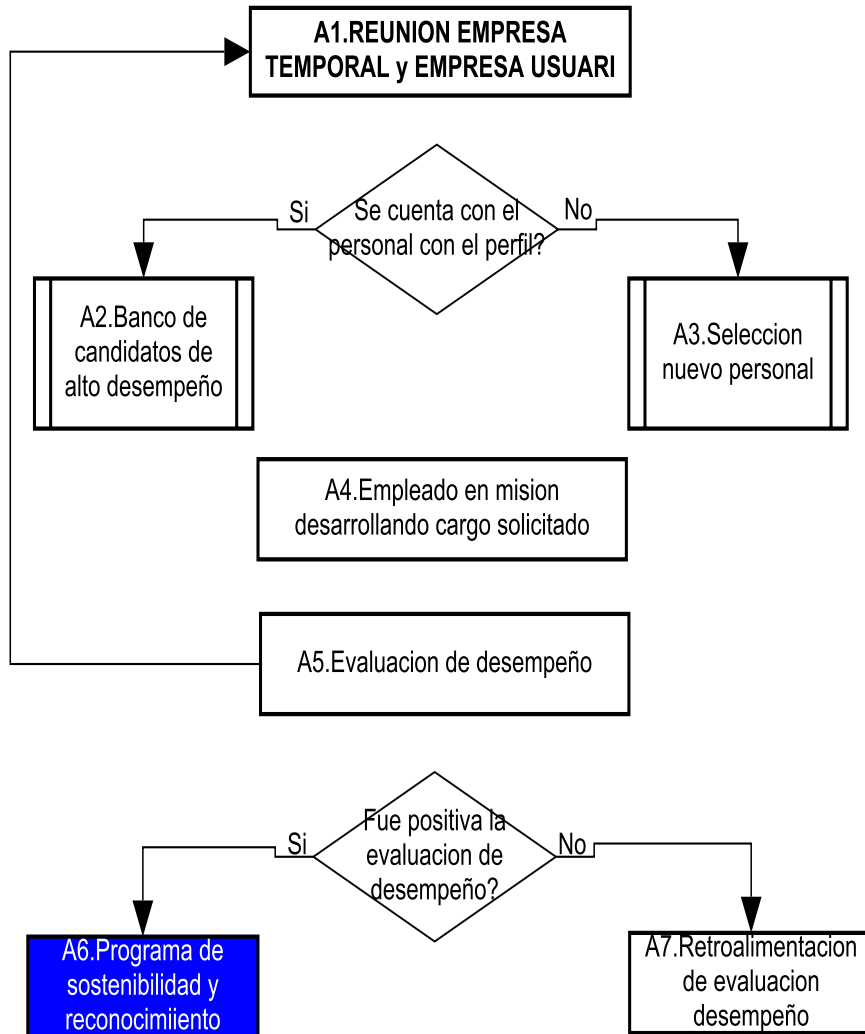 A1.REUNION EMPRESA
TEMPORAL y EMPRESA USUARI
Se cuenta con el
personal con el perfil?
Si
No
A2.Banco de
candidatos de
alto desempeño
A3.Seleccion
nuevo personal
A4.Empleado en mision
desarrollando cargo solicitado
A5.Evaluacion de desempeño
Fue positiva la
evaluacion de
desempeño?
Si
No
A6.Programa de
sostenibilidad y
reconocimiiento
A7.Retroalimentacion
de evaluacion
desempeño